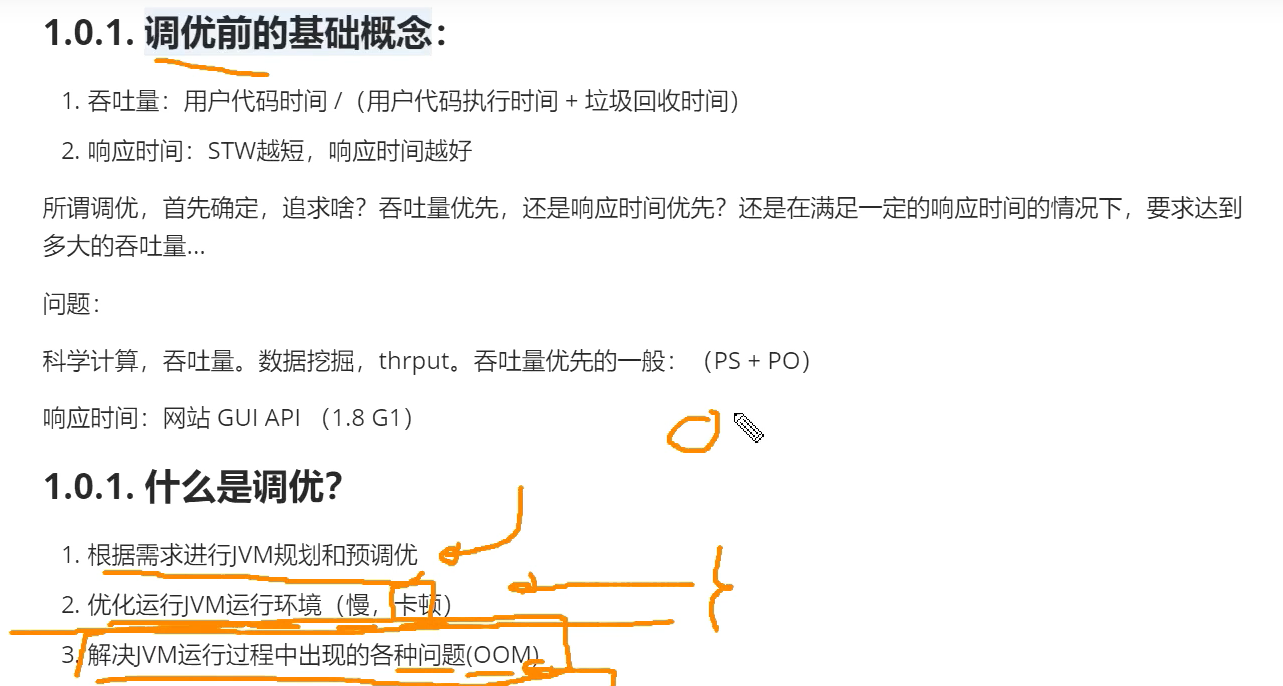 1.0.1. 调优前的基础概念：
1. 吞吐量：用户代码时间 /（用户代码执行时间 + 垃圾回收时间）
2. 响应时间：STW越短，响应时间越好
所谓调优，首先确定，追求啥？吞吐量优先，还是响应时间优先？还是在满足一定的响应时间的情况下，要求达到
多大的吞吐量...
问题：
科学计算，吞吐量。数据挖掘，thrput。吞吐量优先的一般：（PS + PO）
响应时间：网站 GUI API （1.8 G1）
1.0.1. 什么是调优？
1. 根据需求进行JVM规划和预调优
2. 优化运行JVM运行环境（慢，卡顿）
3. 解决JVM运行过程中出现的各种问题(OOM)